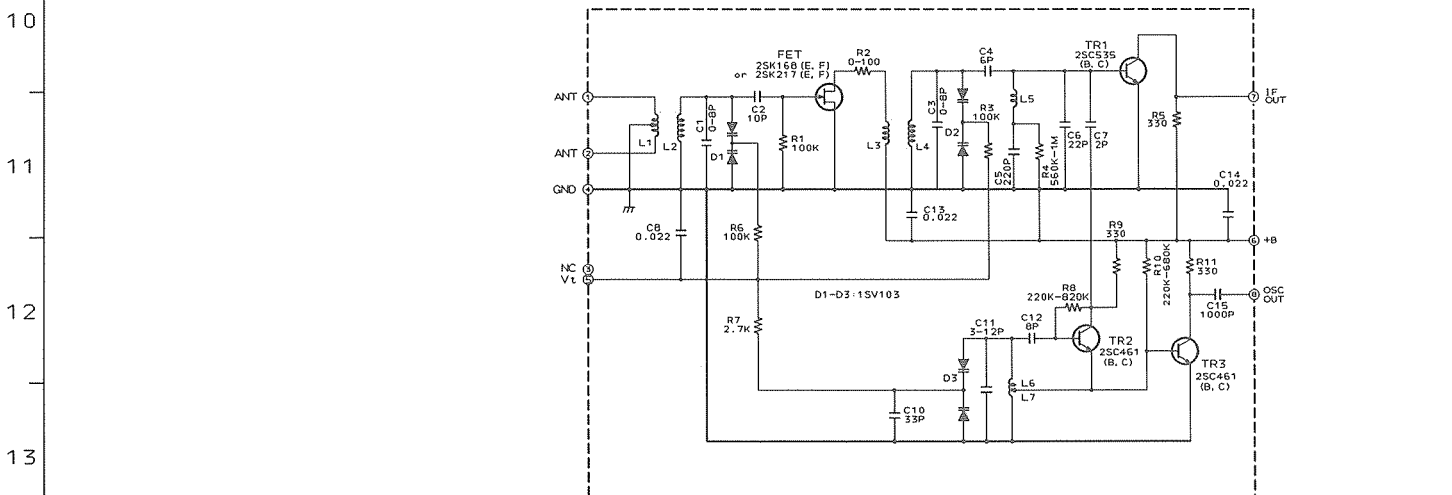 10
11
12
13
FET
2SK168 (E, F)
or 2SK217 (E, F)
R2
0-100
C4
6P
TR1
2SC535
(B, C)
ANT 1
ANT 2
GND 4
NC 3
Vt 5
7 IF
OUT
6 +B
8 OSC
OUT
L1
L2
C1
0-8P
D1
C2
10P
R1
100K
L3
L4
C3
0-8P
D2
R3
100K
L5
C5
220P
R4
560K-1M
C6
22P
C7
2P
R5
330
C14
0.022
C8
0.022
R6
100K
C13
0.022
R9
330
R10
220K-680K
R11
330
D1-D3:1SV103
R8
220K-820K
C15
1000P
R7
2.7K
C11
3-12P
C12
8P
TR2
2SC461
(B, C)
TR3
2SC461
(B, C)
D3
L6
L7
C10
33P